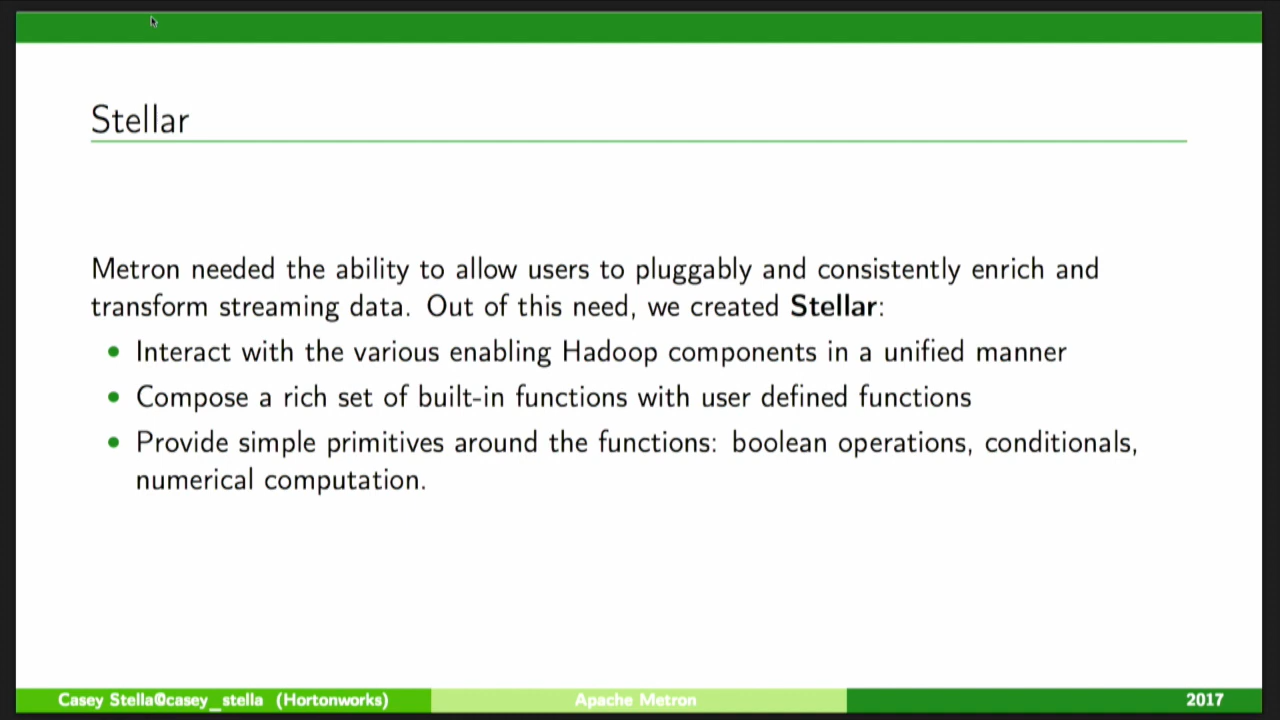 Stellar
Metron needed the ability to allow users to pluggably and consistently enrich and
transform streaming data. Out of this need, we created Stellar:
• Interact with the various enabling Hadoop components in a unified manner
• Compose a rich set of built-in functions with user defined functions
• Provide simple primitives around the functions: boolean operations, conditionals,
numerical computation.
Casey Stella@casey_stella (Hortonworks) Apache Metron 2017